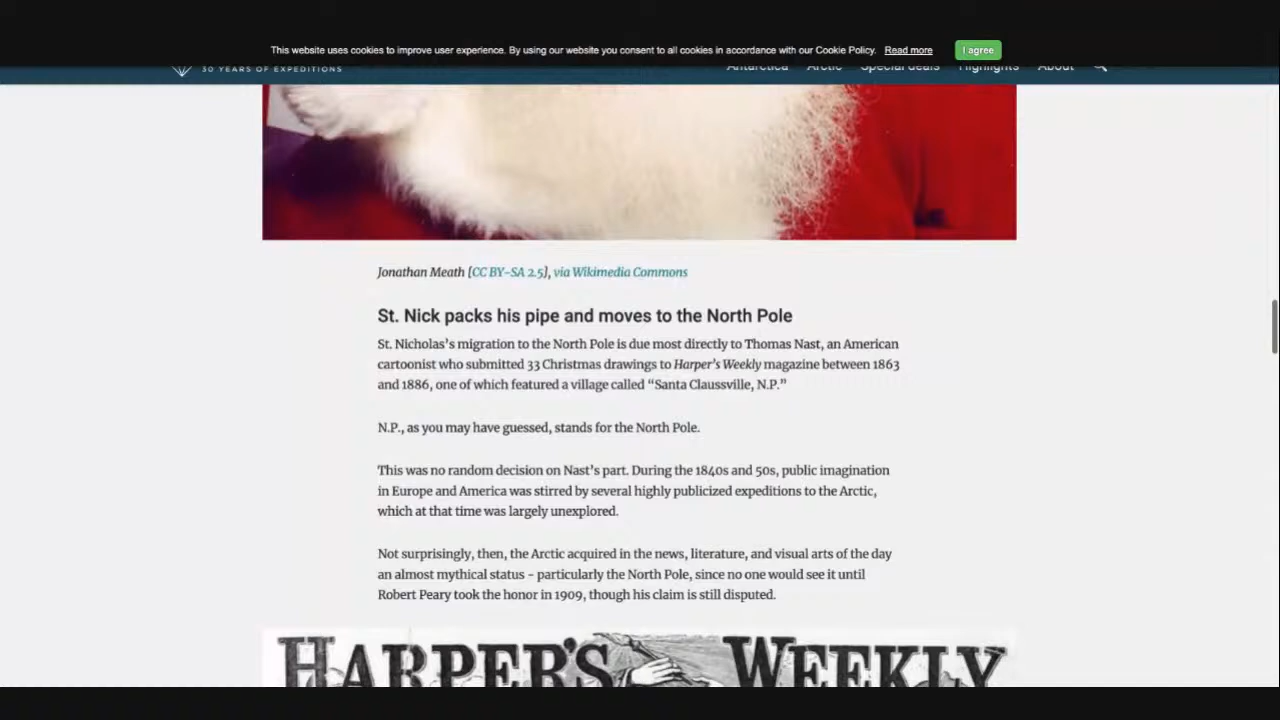 This website uses cookies to improve user experience. By using our website you consent to all cookies in accordance with our Cookie Policy. Read more I agree
30 YEARS OF EXPEDITIONS Antarctica Arctic Special deals Highlights About
Jonathan Meath [CC BY-SA 2.5], via Wikimedia Commons
St. Nick packs his pipe and moves to the North Pole
St. Nicholas's migration to the North Pole is due most directly to Thomas Nast, an American
cartoonist who submitted 33 Christmas drawings to Harper's Weekly magazine between 1863
and 1886, one of which featured a village called “Santa Claussville, N.P.”
N.P., as you may have guessed, stands for the North Pole.
This was no random decision on Nast's part. During the 1840s and 50s, public imagination
in Europe and America was stirred by several highly publicized expeditions to the Arctic,
which at that time was largely unexplored.
Not surprisingly, then, the Arctic acquired in the news, literature, and visual arts of the day
an almost mythical status - particularly the North Pole, since no one would see it until
Robert Peary took the honor in 1909, though his claim is still disputed.
HARPER'S WEEKLY